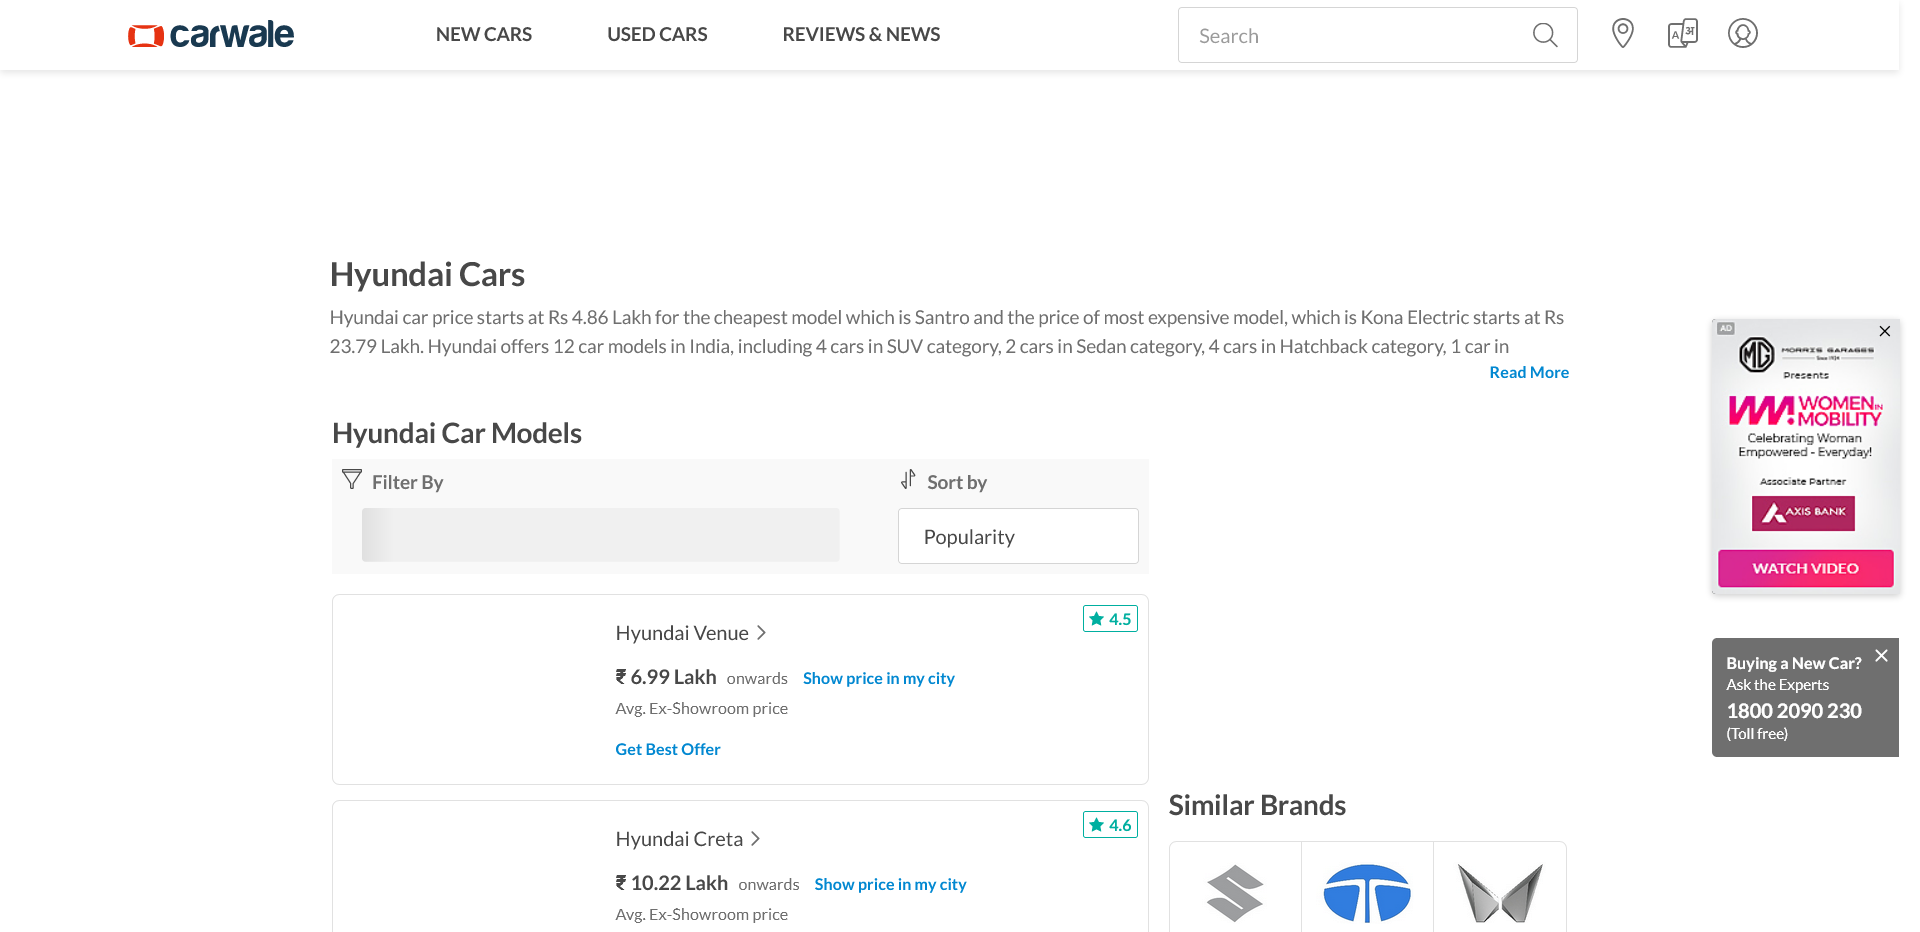 carwale
NEW CARS
USED CARS
REVIEWS & NEWS
Search
A अ
Hyundai Cars
Hyundai car price starts at Rs 4.86 Lakh for the cheapest model which is Santro and the price of most expensive model, which is Kona Electric starts at Rs
23.79 Lakh. Hyundai offers 12 car models in India, including 4 cars in SUV category, 2 cars in Sedan category, 4 cars in Hatchback category, 1 car in
Read More
Hyundai Car Models
Filter By
Sort by
Popularity
Hyundai Venue
4.5
₹ 6.99 Lakh onwards Show price in my city
Avg. Ex-Showroom price
Get Best Offer
Hyundai Creta
4.6
₹ 10.22 Lakh onwards Show price in my city
Avg. Ex-Showroom price
Similar Brands
AD
MG
MORRIS GARAGES
Since 1924
Presents
WOMEN IN
MOBILITY
Celebrating Woman
Empowered - Everyday!
Associate Partner
AXIS BANK
WATCH VIDEO
Buying a New Car?
Ask the Experts
1800 2090 230
(Toll free)